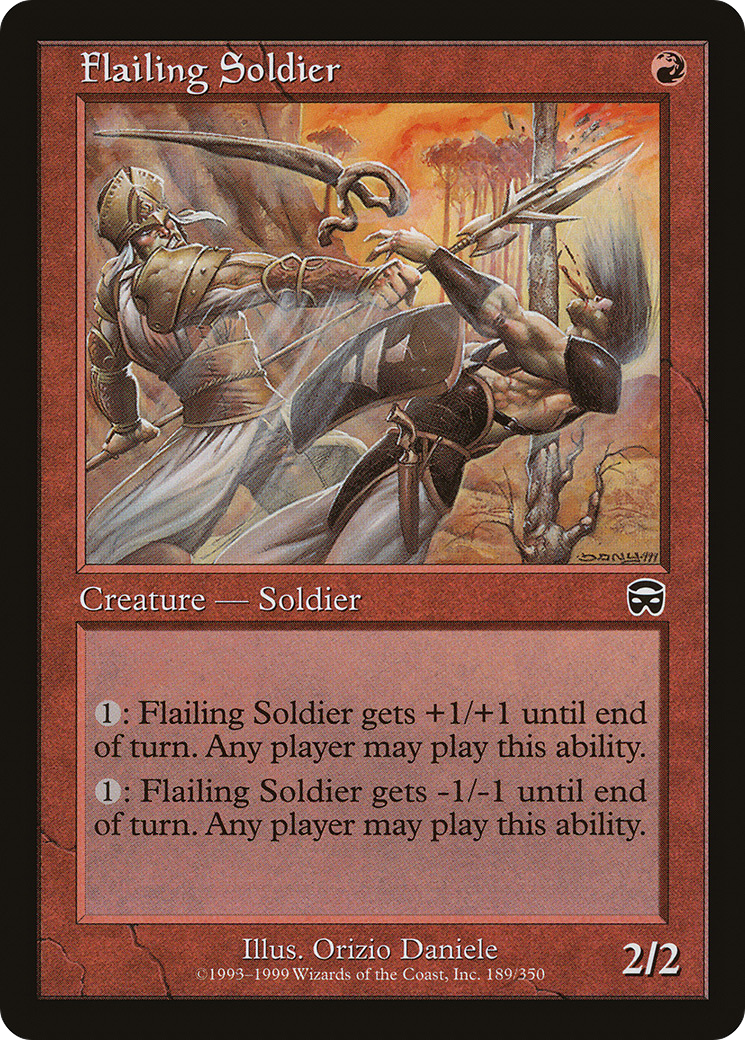 Flailing Soldier
DONY.999
Creature — Soldier
1: Flailing Soldier gets +1/+1 until end
of turn. Any player may play this ability.
1: Flailing Soldier gets -1/-1 until end
of turn. Any player may play this ability.
Illus. Orizio Daniele
©1993–1999 Wizards of the Coast, Inc. 189/350
2/2